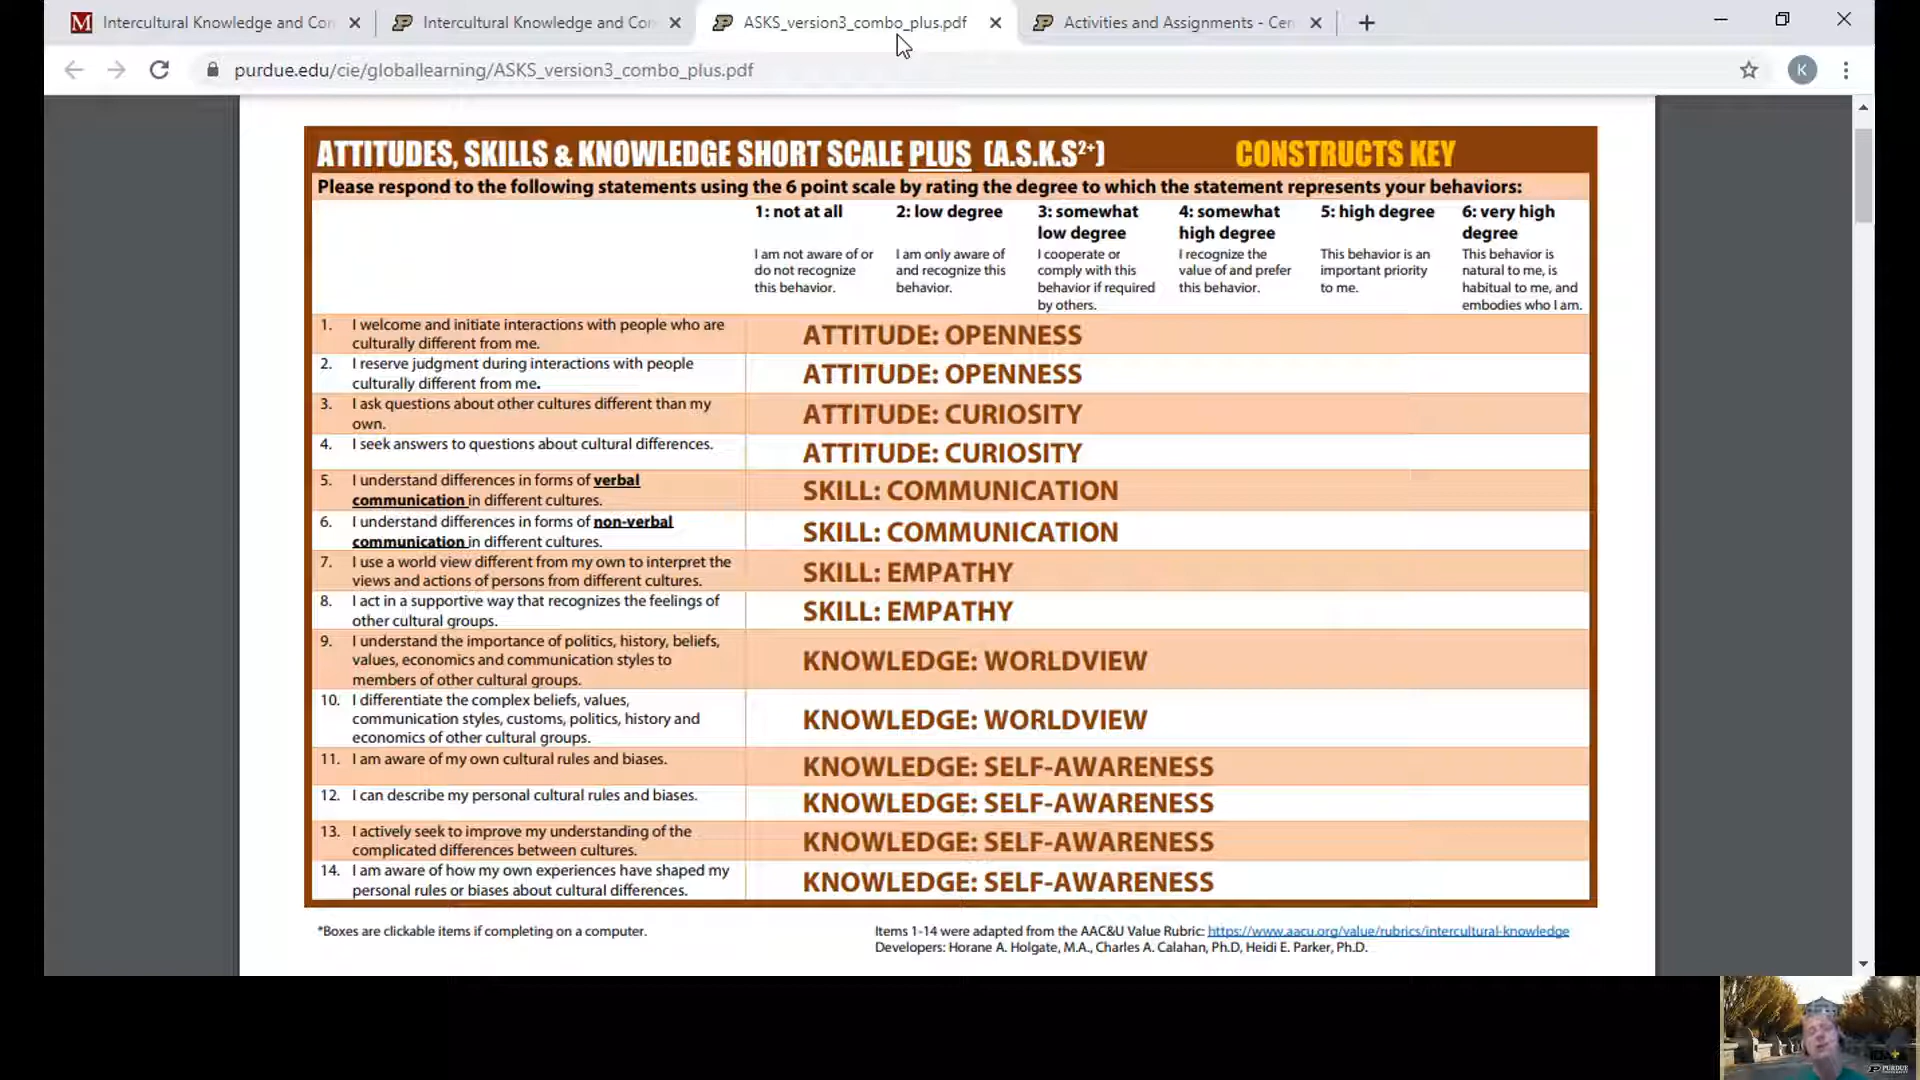 Intercultural Knowledge and Con
Intercultural Knowledge and Co
ASKS_version3_combo_plus.pdf
Activities and Assignments - Cen
purdue.edu/cie/globallearning/ASKS_version3_combo_plus.pdf
K
ATTITUDES, SKILLS & KNOWLEDGE SHORT SCALE PLUS (A.S.K.S²⁺)
CONSTRUCTS KEY
Please respond to the following statements using the 6 point scale by rating the degree to which the statement represents your behaviors:
1: not at all
I am not aware of or
do not recognize
this behavior.
2: low degree
I am only aware of
and recognize this
behavior.
3: somewhat
low degree
I cooperate or
comply with this
behavior if required
by others.
4: somewhat
high degree
I recognize the
value of and prefer
this behavior.
5: high degree
This behavior is an
important priority
to me.
6: very high
degree
This behavior is
natural to me, is
habitual to me, and
embodies who I am.
1. I welcome and initiate interactions with people who are
culturally different from me.
ATTITUDE: OPENNESS
2. I reserve judgment during interactions with people
culturally different from me.
ATTITUDE: OPENNESS
3. I ask questions about other cultures different than my
own.
ATTITUDE: CURIOSITY
4. I seek answers to questions about cultural differences.
ATTITUDE: CURIOSITY
5. I understand differences in forms of verbal
communication in different cultures.
SKILL: COMMUNICATION
6. I understand differences in forms of non-verbal
communication in different cultures.
SKILL: COMMUNICATION
7. I use a world view different from my own to interpret the
views and actions of persons from different cultures.
SKILL: EMPATHY
8. I act in a supportive way that recognizes the feelings of
other cultural groups.
SKILL: EMPATHY
9. I understand the importance of politics, history, beliefs,
values, economics and communication styles to
members of other cultural groups.
KNOWLEDGE: WORLDVIEW
10. I differentiate the complex beliefs, values,
communication styles, customs, politics, history and
economics of other cultural groups.
KNOWLEDGE: WORLDVIEW
11. I am aware of my own cultural rules and biases.
KNOWLEDGE: SELF-AWARENESS
12. I can describe my personal cultural rules and biases.
KNOWLEDGE: SELF-AWARENESS
13. I actively seek to improve my understanding of the
complicated differences between cultures.
KNOWLEDGE: SELF-AWARENESS
14. I am aware of how my own experiences have shaped my
personal rules or biases about cultural differences.
KNOWLEDGE: SELF-AWARENESS
*Boxes are clickable items if completing on a computer.
Items 1-14 were adapted from the AAC&U Value Rubric: https://www.aacu.org/value/rubrics/intercultural-knowledge
Developers: Horane A. Holgate, M.A., Charles A. Calahan, Ph.D, Heidi E. Parker, Ph.D.
PURDUE